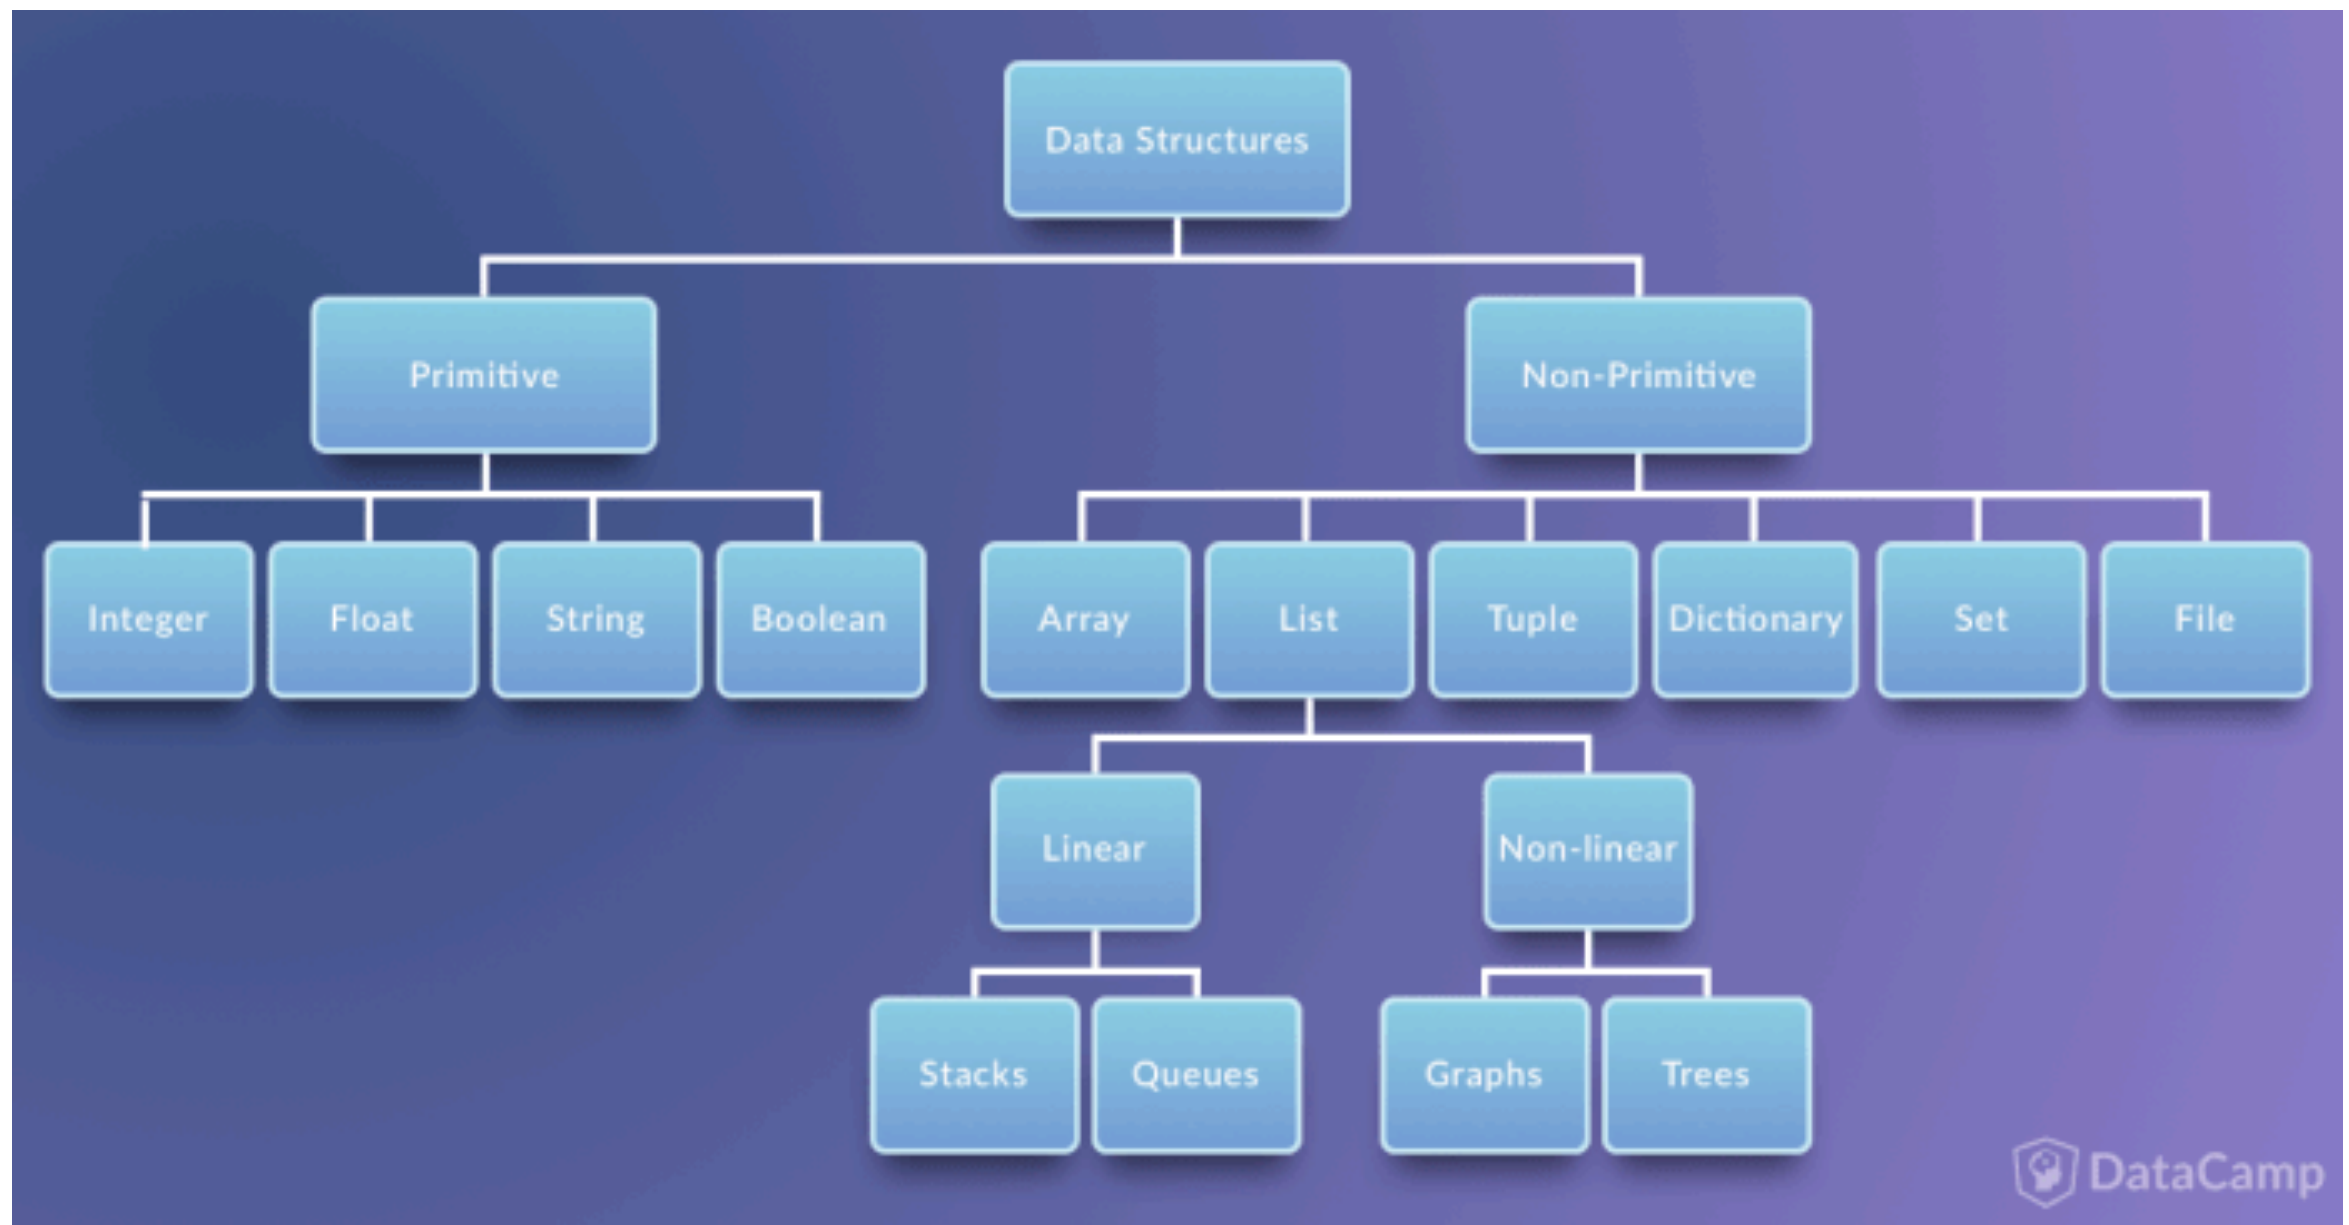 Data Structures
Primitive
Non-Primitive
Integer
Float
String
Boolean
Array
List
Tuple
Dictionary
Set
File
Linear
Non-linear
Stacks
Queues
Graphs
Trees
DataCamp